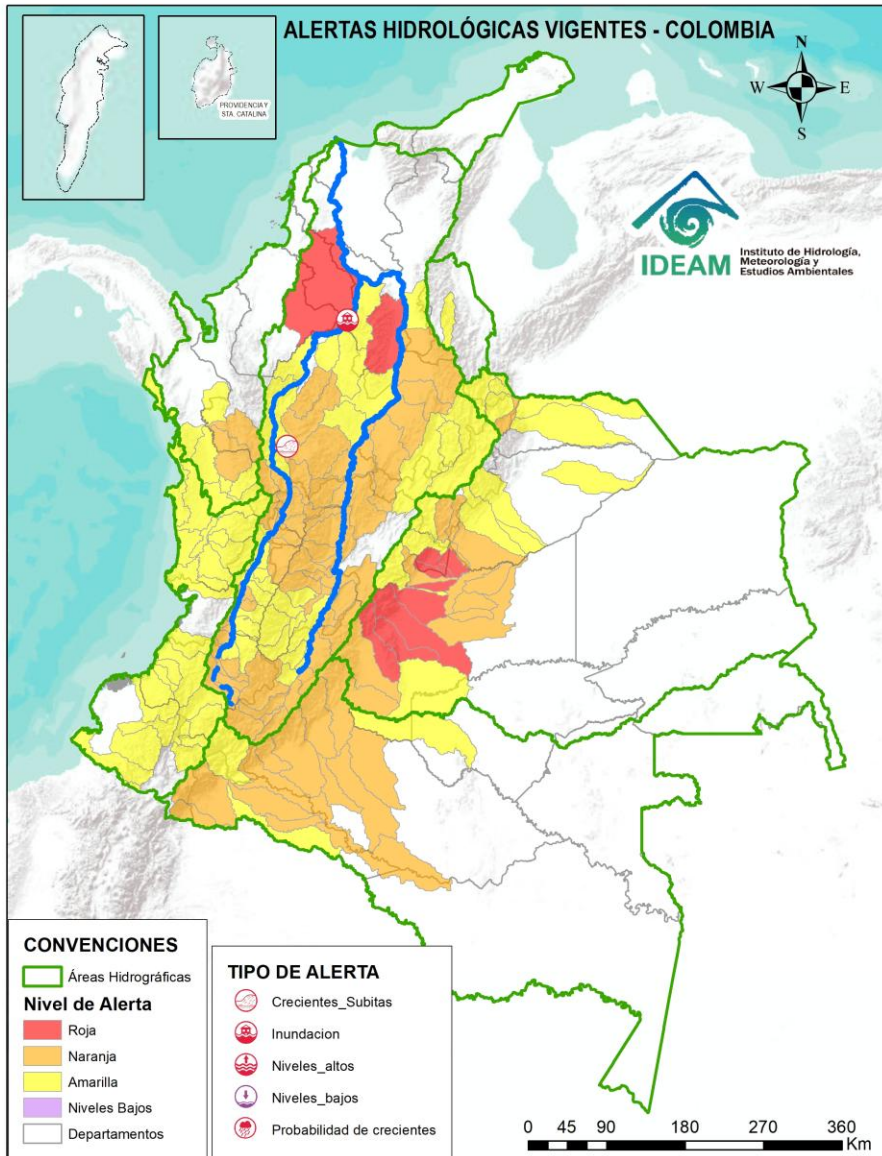 ALERTAS HIDROLÓGICAS VIGENTES - COLOMBIA
PROVIDENCIA Y
STA. CATALINA
N
W E
S
IDEAM
Instituto de Hidrología,
Meteorología y
Estudios Ambientales
CONVENCIONES
Áreas Hidrográficas
Nivel de Alerta
Roja
Naranja
Amarilla
Niveles Bajos
Departamentos
TIPO DE ALERTA
Crecientes_Subitas
Inundacion
Niveles_altos
Niveles_bajos
Probabilidad de crecientes
0 45 90 180 270 360
Km